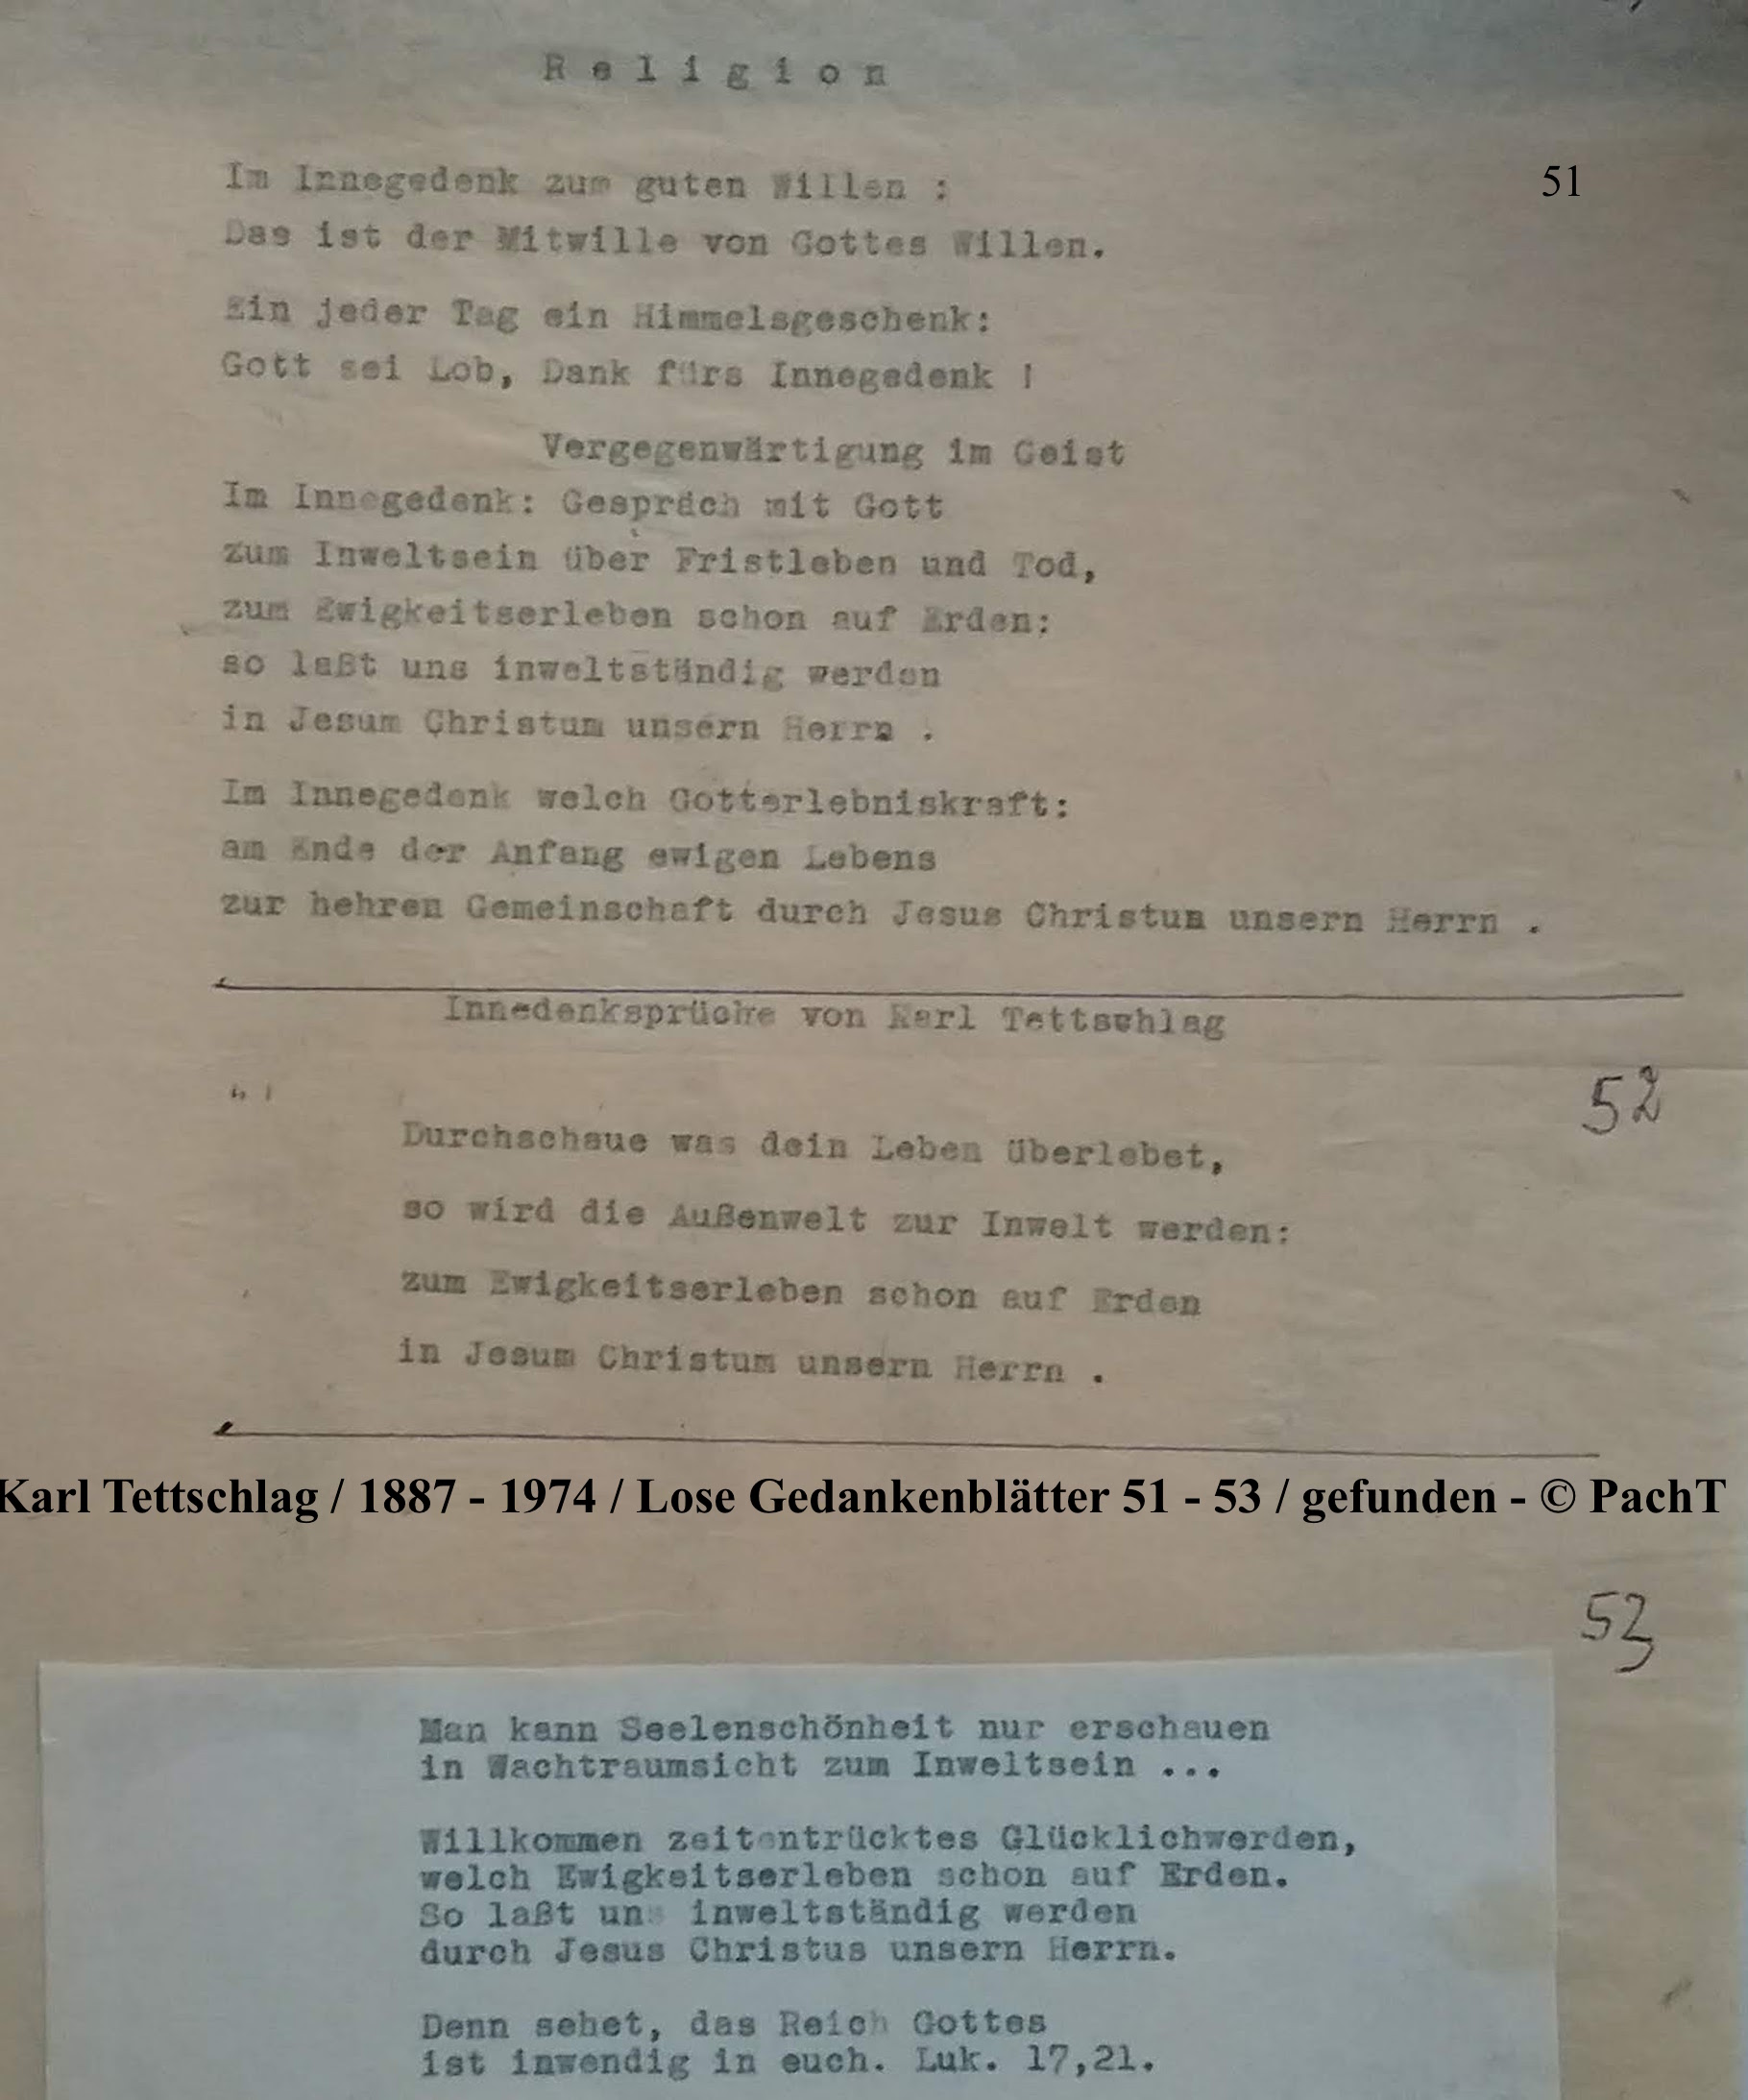 Religion
51
Im Innegedenk zum guten Willen :
Das ist der Mitwille von Gottes Willen.
Ein jeder Tag ein Himmelsgeschenk:
Gott sei Lob, Dank fürs Innegedenk !
Vergegenwärtigung im Geist
Im Innegedenk: Gespräch mit Gott
zum Inweltsein über Fristleben und Tod,
zum Ewigkeitserleben schon auf Erden:
so laßt uns inweltständig werden
in Jesum Christum unsern Herrn .
Im Innegedenk welch Gotterlebniskraft:
am Ende der Anfang ewigen Lebens
zur hehren Gemeinschaft durch Jesus Christum unsern Herrn .
Innedenksprüche von Karl Tettschlag
52
Durchschaue was dein Leben überlebet,
so wird die Außenwelt zur Inwelt werden:
zum Ewigkeitserleben schon auf Erden
in Jesum Christum unsern Herrn .
Karl Tettschlag / 1887 - 1974 / Lose Gedankenblätter 51 - 53 / gefunden - © PachT
53
Man kann Seelenschönheit nur erschauen
in Wachtraumsicht zum Inweltsein ...
Willkommen zeitentrücktes Glücklichwerden,
welch Ewigkeitserleben schon auf Erden.
So laßt uns inweltständig werden
durch Jesus Christus unsern Herrn.
Denn sehet, das Reich Gottes
ist inwendig in euch. Luk. 17,21.